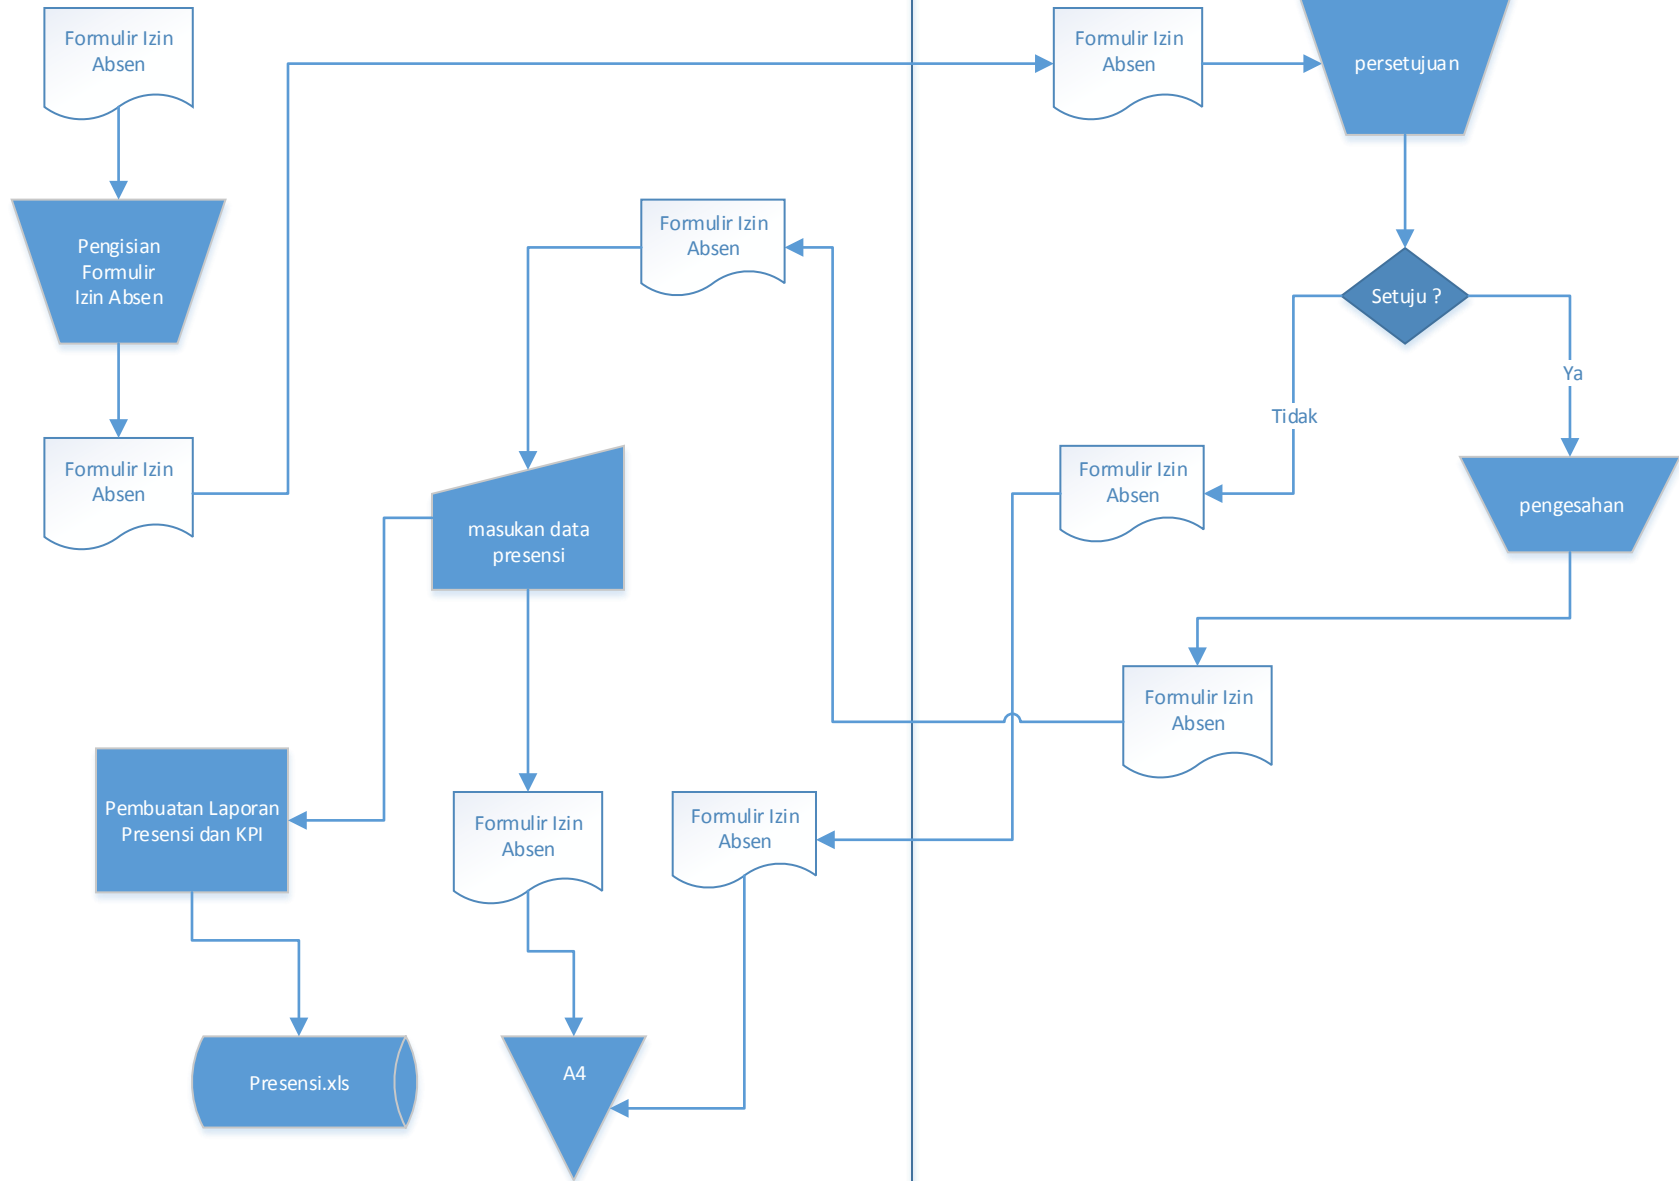 Formulir Izin
Absen
Formulir Izin
Absen
persetujuan
Pengisian
Formulir
Izin Absen
Formulir Izin
Absen
Setuju ?
Ya
Tidak
Formulir Izin
Absen
masukan data
presensi
Formulir Izin
Absen
pengesahan
Formulir Izin
Absen
Pembuatan Laporan
Presensi dan KPI
Formulir Izin
Absen
Formulir Izin
Absen
Presensi.xls
A4